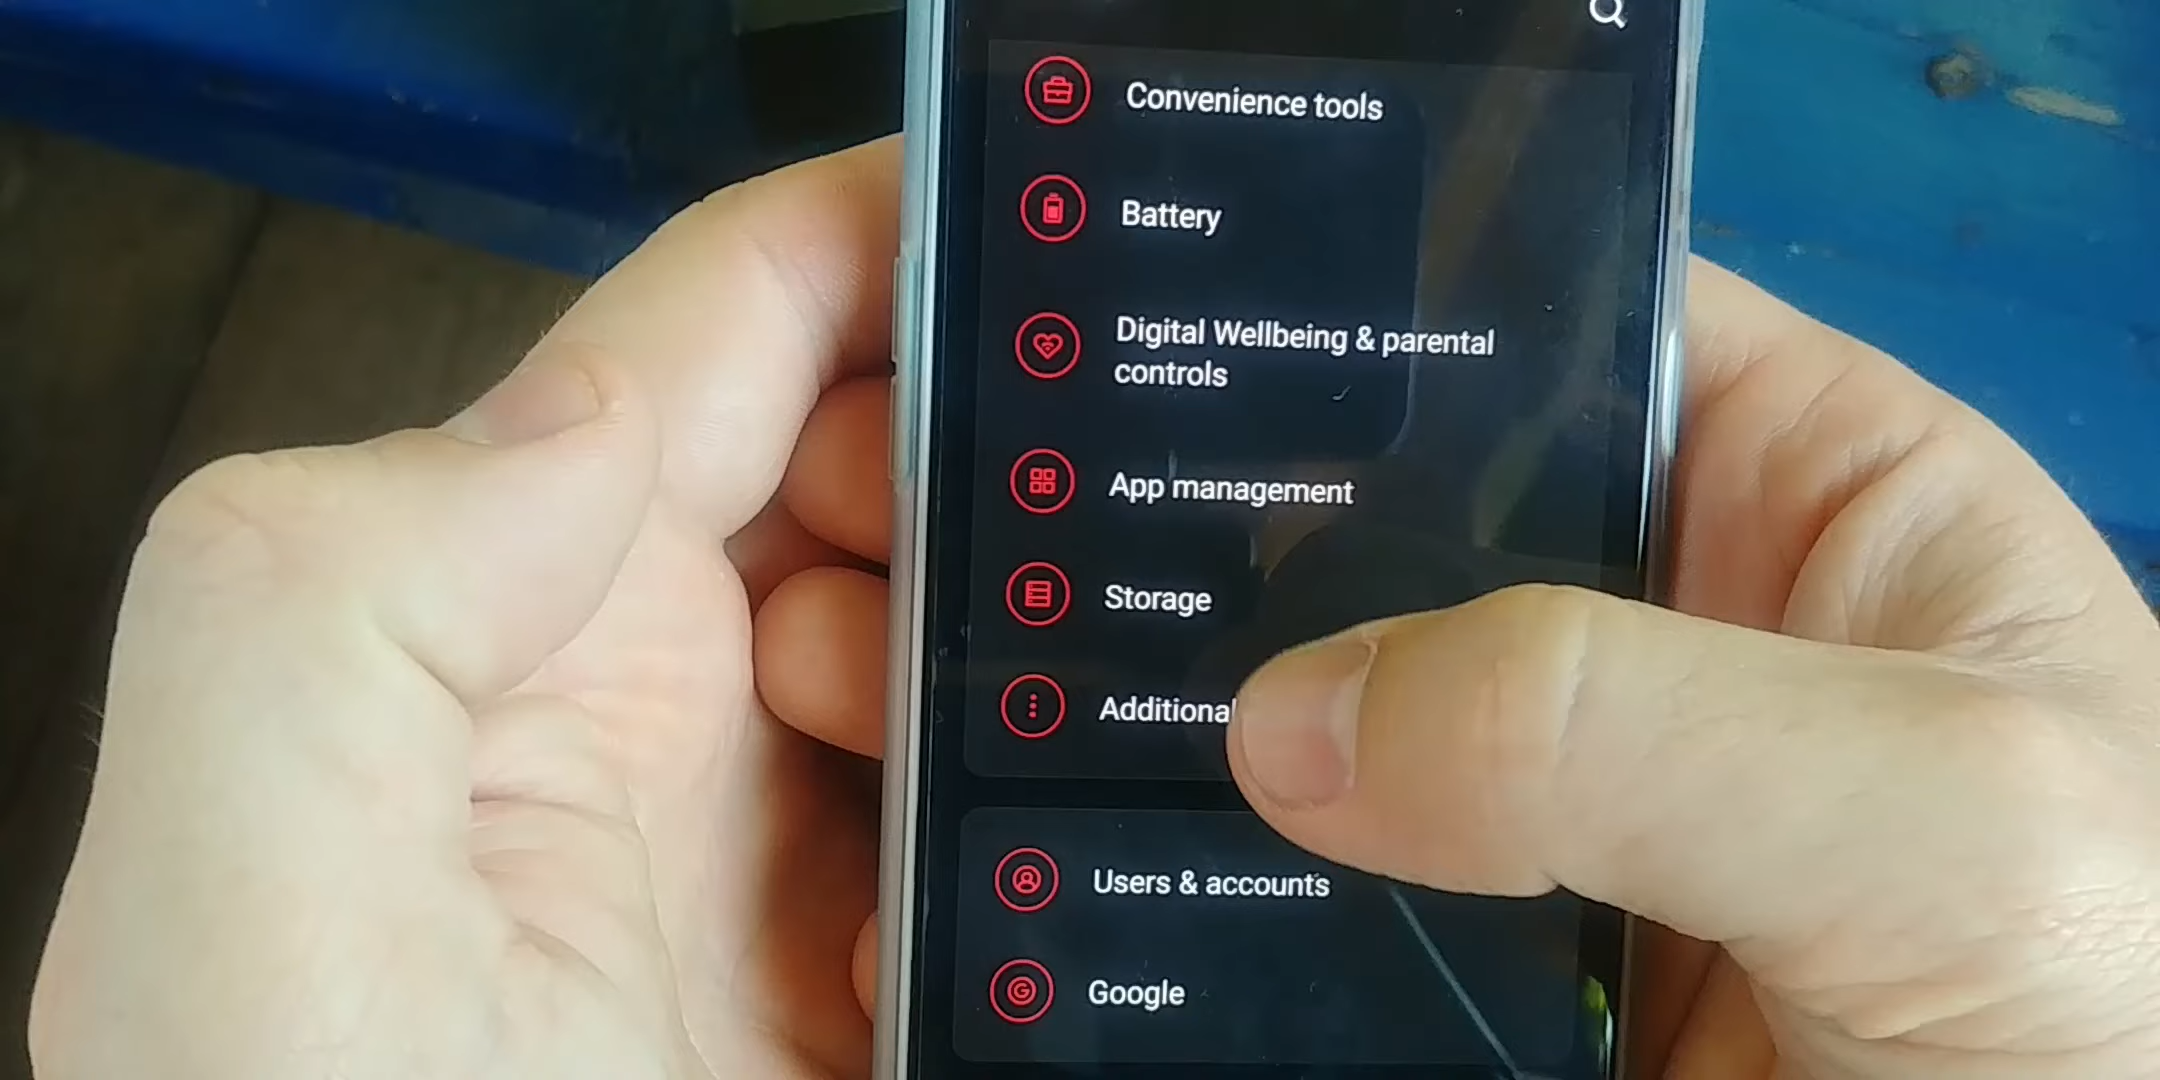 Convenience tools
Battery
Digital Wellbeing & parental
controls
App management
Storage
Additional
Users & accounts
Google